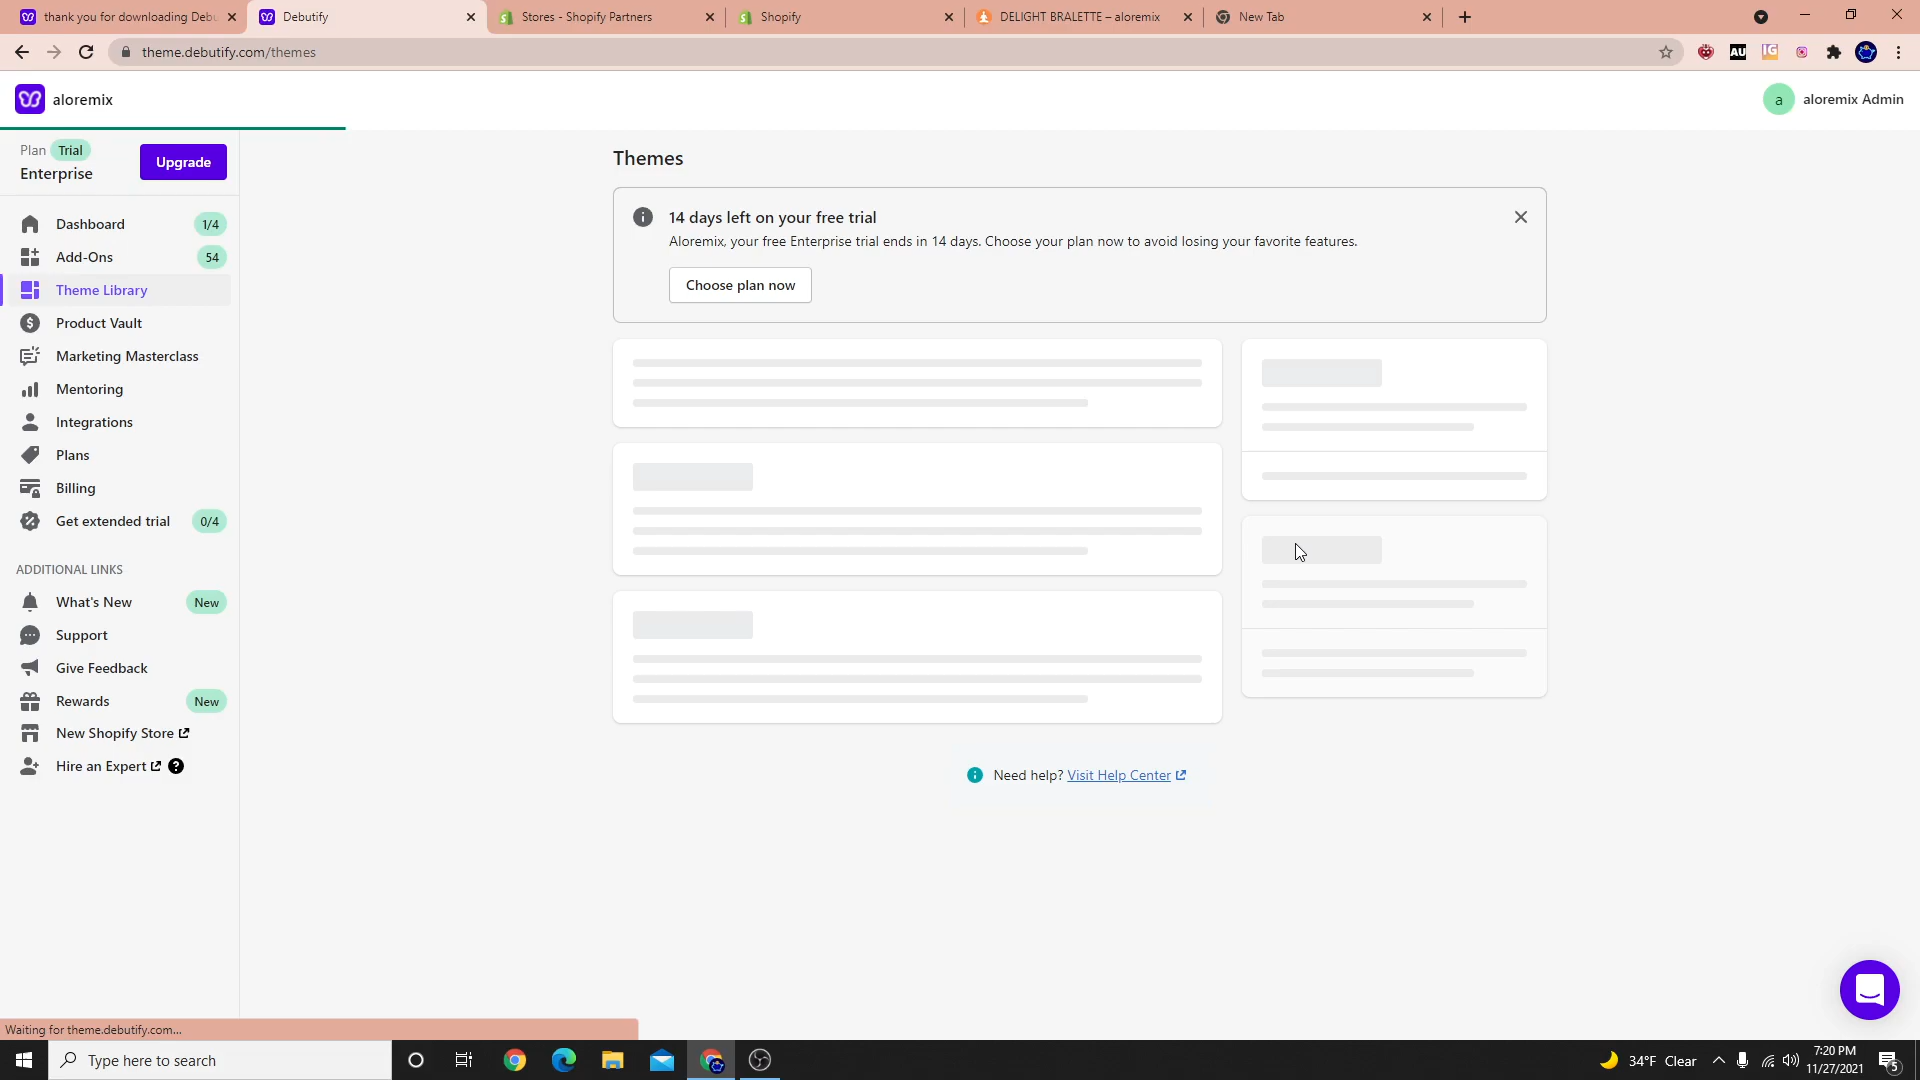 thank you for downloading Debu
Debutify
Stores - Shopify Partners
Shopify
DELIGHT BRALETTE – aloremix
New Tab
theme.debutify.com/themes
AU
IG
aloremix
a
aloremix Admin
Plan Trial
Enterprise
Upgrade
Dashboard 1/4
Add-Ons 54
Theme Library
Product Vault
Marketing Masterclass
Mentoring
Integrations
Plans
Billing
Get extended trial 0/4
ADDITIONAL LINKS
What's New New
Support
Give Feedback
Rewards New
New Shopify Store
Hire an Expert ?
Themes
14 days left on your free trial
Aloremix, your free Enterprise trial ends in 14 days. Choose your plan now to avoid losing your favorite features.
Choose plan now
Need help? Visit Help Center
Waiting for theme.debutify.com...
Type here to search
34°F Clear
7:20 PM
11/27/2021
5